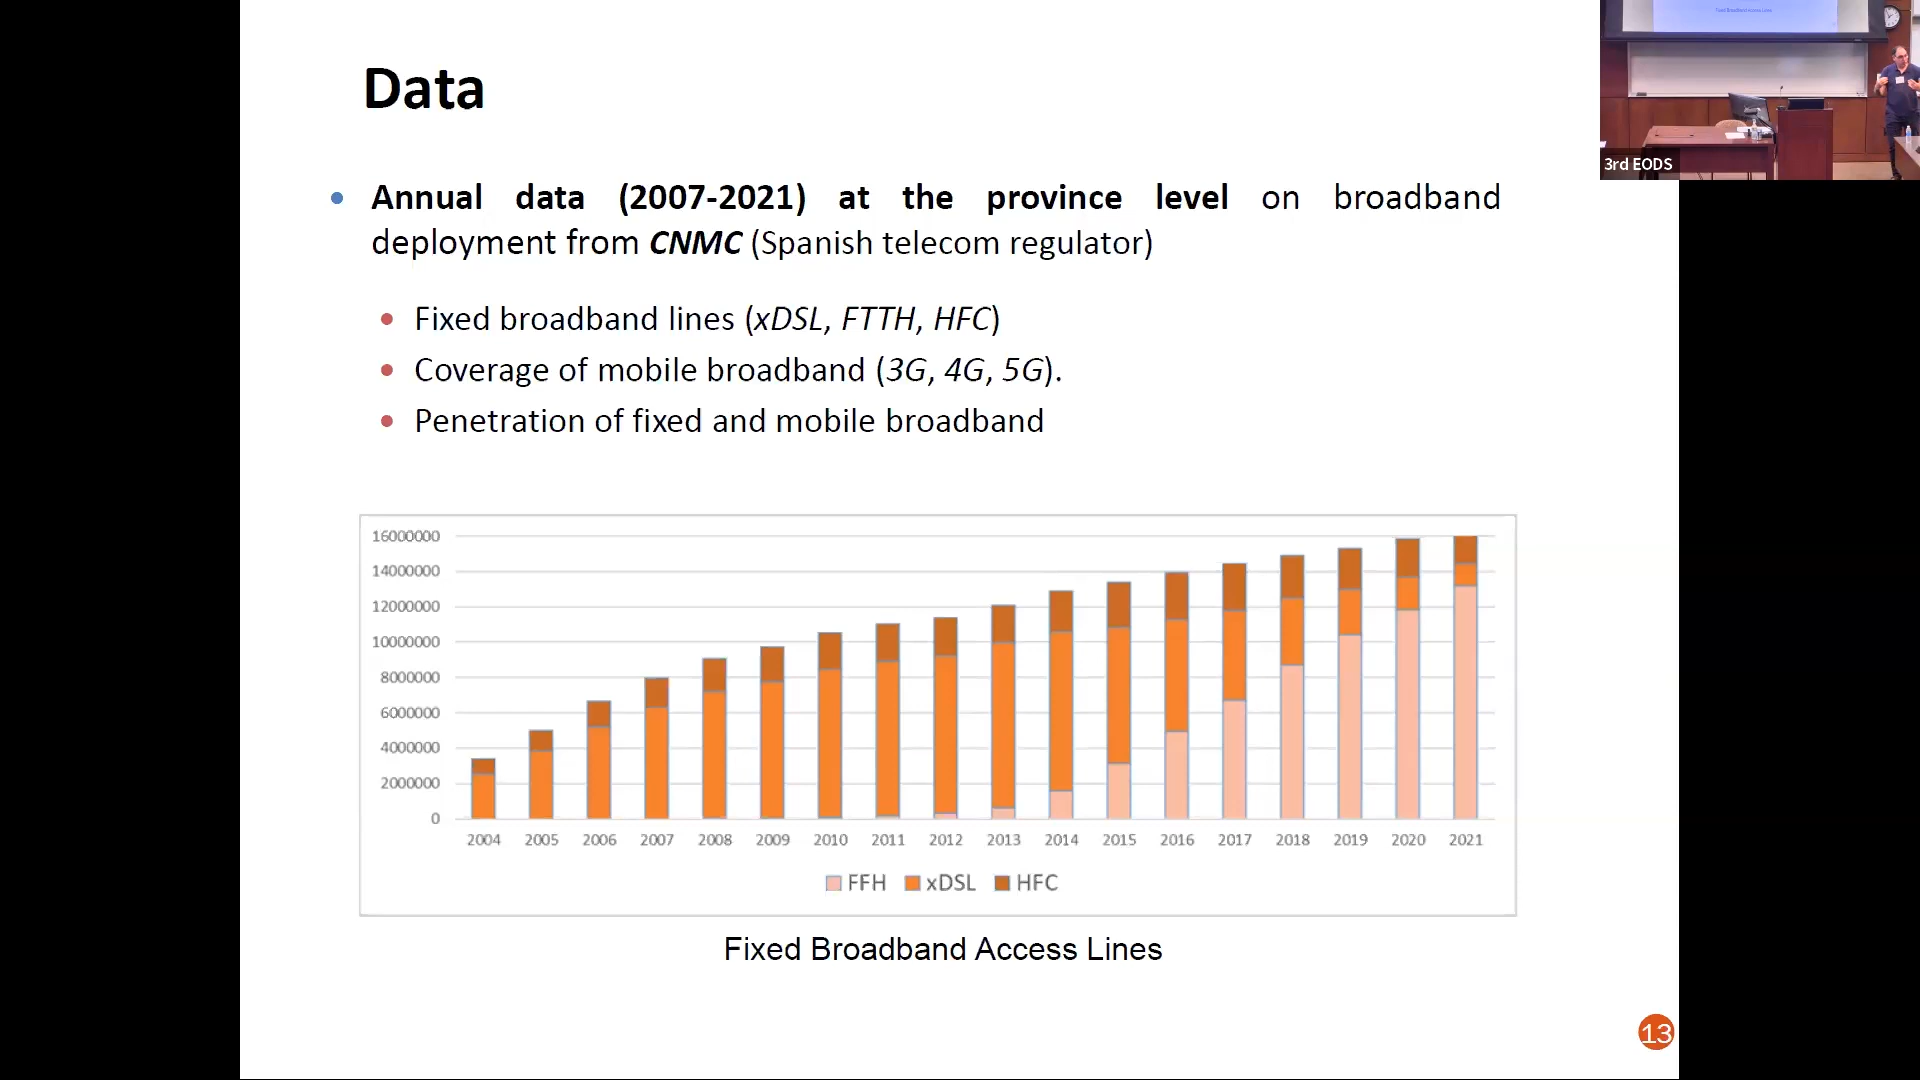 Data
3rd EODS
• Annual data (2007-2021) at the province level on broadband
deployment from CNMC (Spanish telecom regulator)
• Fixed broadband lines (xDSL, FTTH, HFC)
• Coverage of mobile broadband (3G, 4G, 5G).
• Penetration of fixed and mobile broadband
16000000
14000000
12000000
10000000
8000000
6000000
4000000
2000000
0
2004 2005 2006 2007 2008 2009 2010 2011 2012 2013 2014 2015 2016 2017 2018 2019 2020 2021
FFH xDSL HFC
Fixed Broadband Access Lines
13